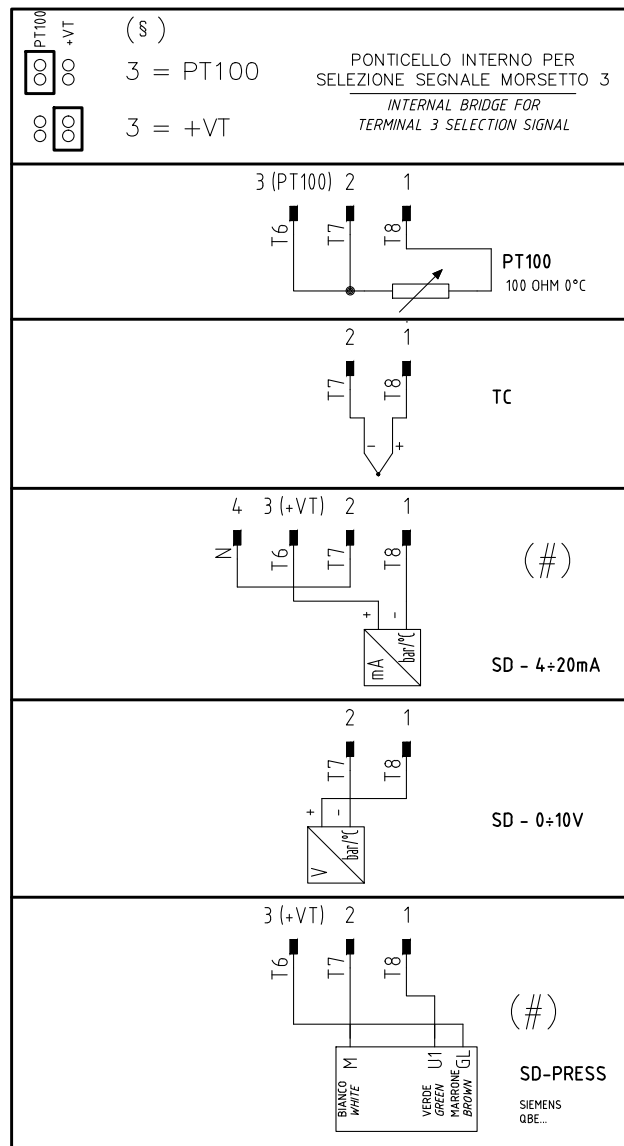 PT100
+VT
(§)
3 = PT100
3 = +VT
PONTICELLO INTERNO PER
SELEZIONE SEGNALE MORSETTO 3
INTERNAL BRIDGE FOR
TERMINAL 3 SELECTION SIGNAL
3 (PT100) 2 1
T6 T7 T8
PT100
100 OHM 0°C
2 1
T7 T8
TC
- +
4 3 (+VT) 2 1
N T6 T7 T8
(#)
+ -
mA bar/°C
SD - 4÷20mA
2 1
T7 T8
+ -
V bar/°C
SD - 0÷10V
3 (+VT) 2 1
T6 T7 T8
(#)
M U1 GL
BIANCO
WHITE
VERDE
GREEN
MARRONE
BROWN
SD-PRESS
SIEMENS
QBE...